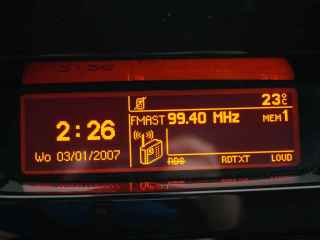 23°C
FMAST 99.40 MHz MEM1
2:26
Wo 03/01/2007
RDS RDTXT LOUD